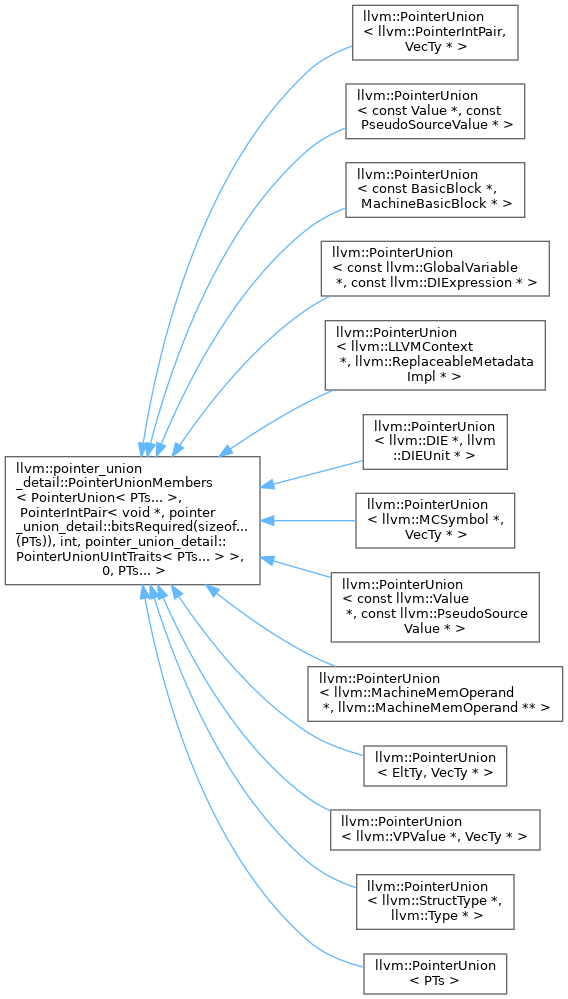 llvm::PointerUnion
< llvm::PointerIntPair,
VecTy * >
llvm::PointerUnion
< const Value *, const
PseudoSourceValue * >
llvm::PointerUnion
< const BasicBlock *,
MachineBasicBlock * >
llvm::PointerUnion
< const llvm::GlobalVariable
*, const llvm::DIExpression * >
llvm::PointerUnion
< llvm::LLVMContext
*, llvm::ReplaceableMetadata
Impl * >
llvm::PointerUnion
< llvm::DIE *, llvm
::DIEUnit * >
llvm::pointer_union
_detail::PointerUnionMembers
< PointerUnion< PTs... >,
PointerIntPair< void *, pointer
_union_detail::bitsRequired(sizeof...
(PTs)), int, pointer_union_detail::
PointerUnionUIntTraits< PTs... > >,
0, PTs... >
llvm::PointerUnion
< llvm::MCSymbol *,
VecTy * >
llvm::PointerUnion
< const llvm::Value
*, const llvm::PseudoSource
Value * >
llvm::PointerUnion
< llvm::MachineMemOperand
*, llvm::MachineMemOperand ** >
llvm::PointerUnion
< EltTy, VecTy * >
llvm::PointerUnion
< llvm::VPValue *, VecTy * >
llvm::PointerUnion
< llvm::StructType *,
llvm::Type * >
llvm::PointerUnion
< PTs >